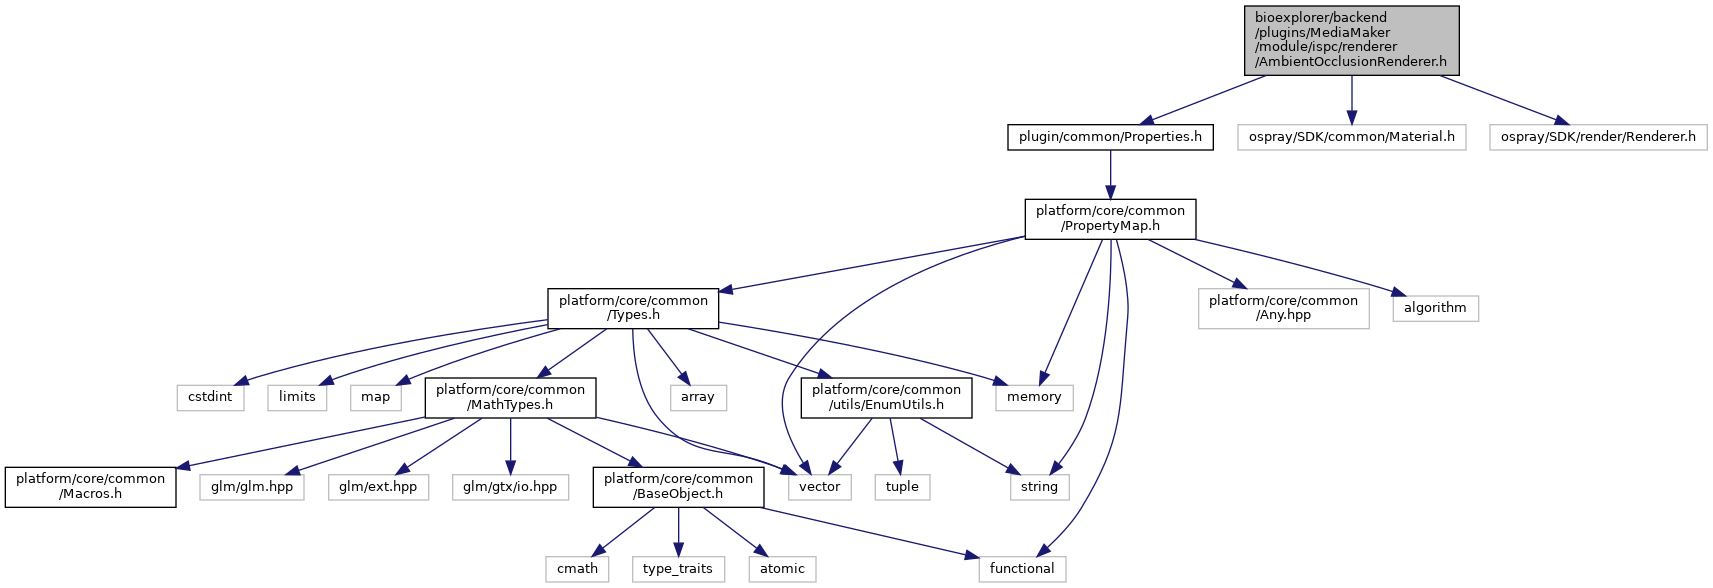 bioexplorer/backend
/plugins/MediaMaker
/module/ispc/renderer
/AmbientOcclusionRenderer.h
plugin/common/Properties.h
ospray/SDK/common/Material.h
ospray/SDK/render/Renderer.h
platform/core/common
/PropertyMap.h
platform/core/common
/Types.h
platform/core/common
/Any.hpp
algorithm
cstdint
limits
map
platform/core/common
/MathTypes.h
array
platform/core/common
/utils/EnumUtils.h
memory
platform/core/common
/Macros.h
glm/glm.hpp
glm/ext.hpp
glm/gtx/io.hpp
platform/core/common
/BaseObject.h
vector
tuple
string
cmath
type_traits
atomic
functional